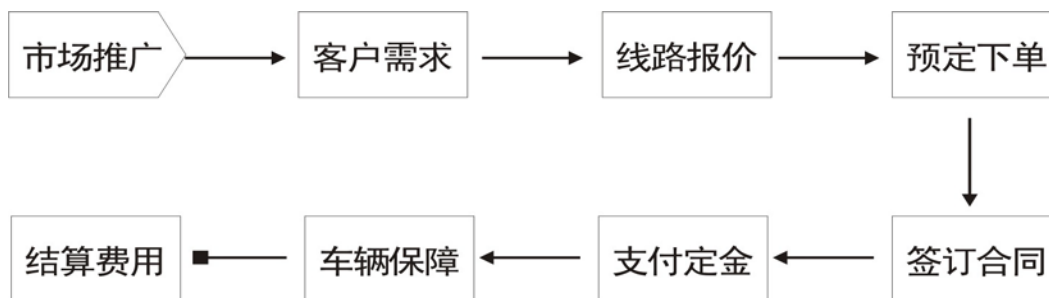 市场推广
客户需求
线路报价
预定下单
签订合同
支付定金
车辆保障
结算费用